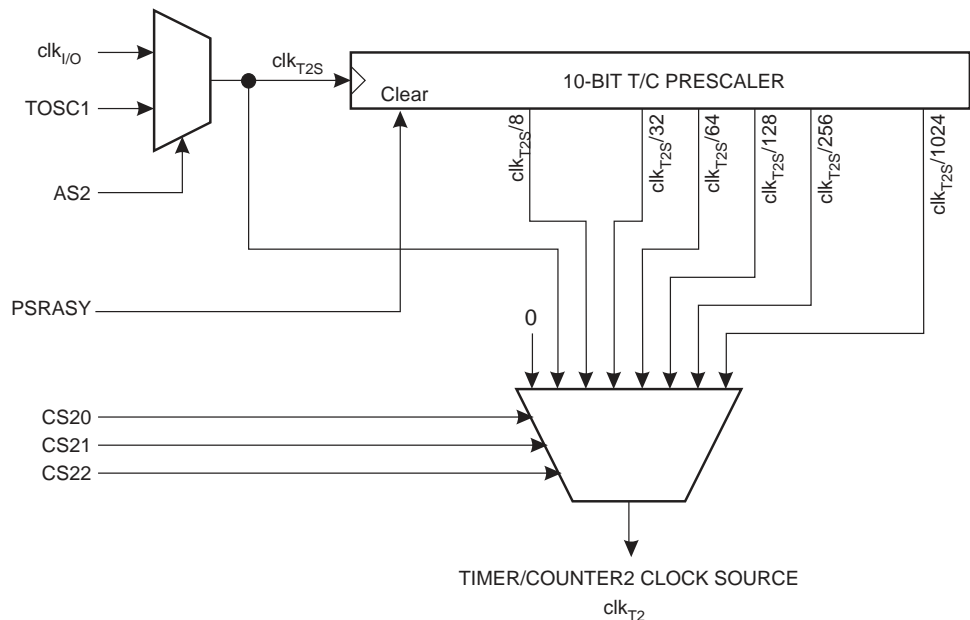 clkI/O
clkT2S
10-BIT T/C PRESCALER
TOSC1
Clear
clkT2S/8
clkT2S/32
clkT2S/64
clkT2S/128
clkT2S/256
clkT2S/1024
AS2
PSRASY
0
CS20
CS21
CS22
TIMER/COUNTER2 CLOCK SOURCE
clkT2